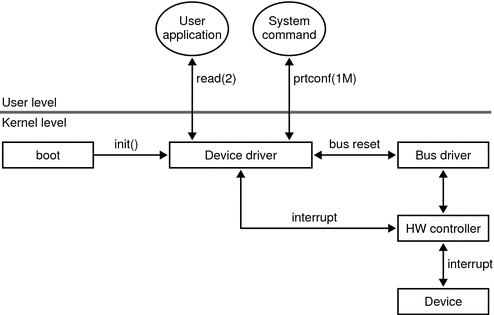 User
application
System
command
read(2)
prtconf(1M)
User level
Kernel level
boot
init()
Device driver
bus reset
Bus driver
interrupt
HW controller
interrupt
Device